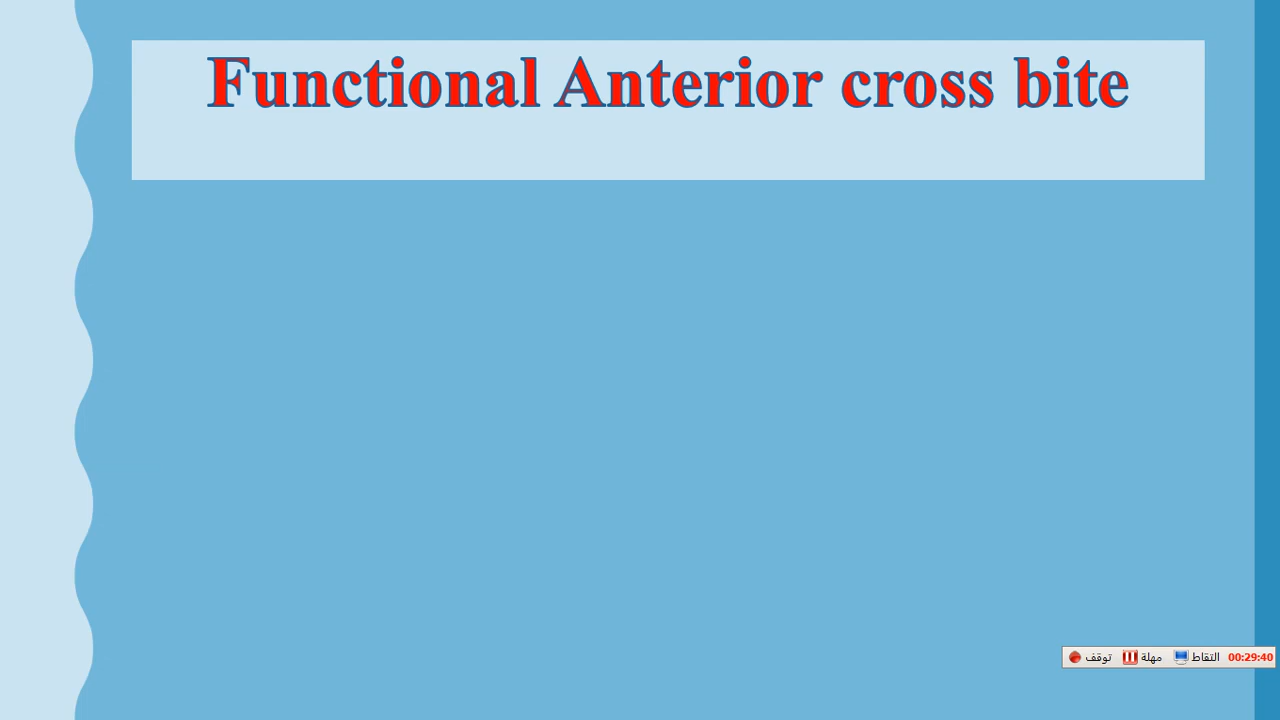 Functional Anterior cross bite
توقف مهلة التقاط 00:29:40